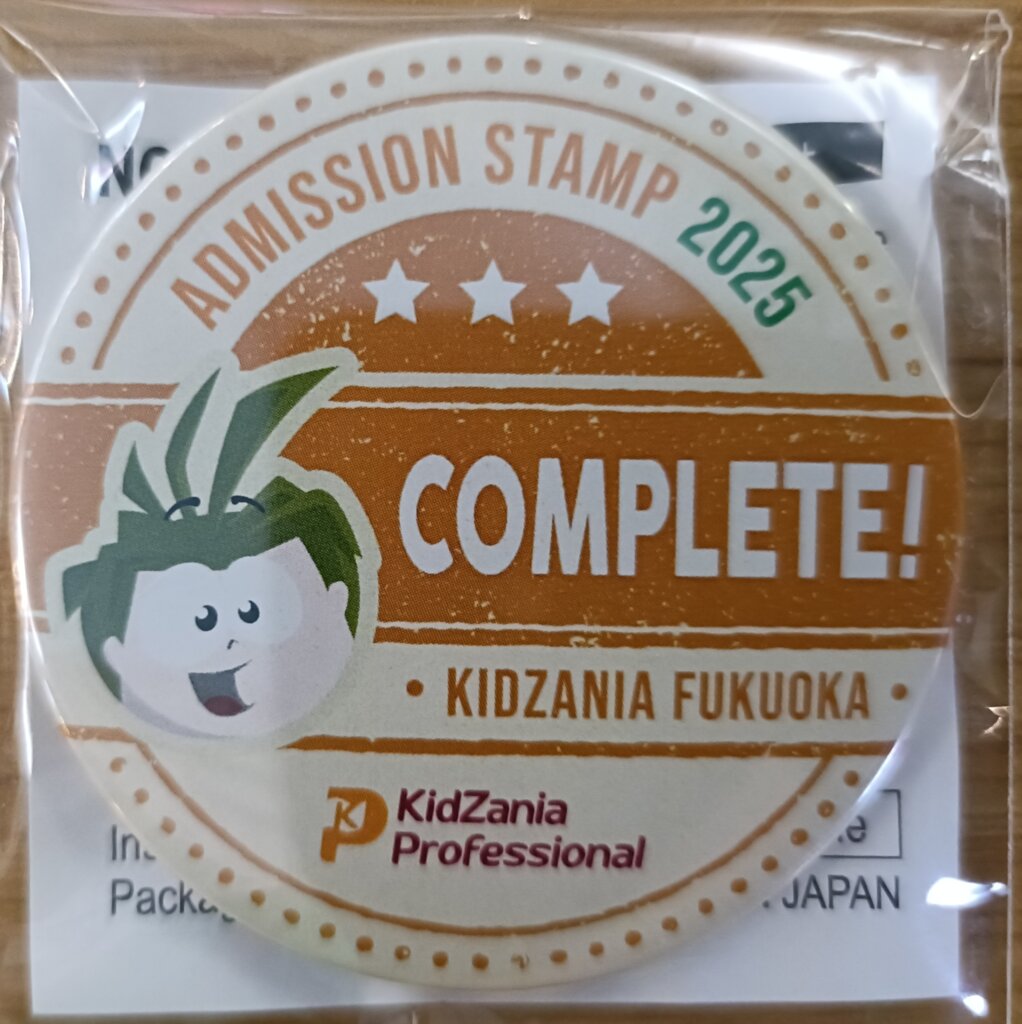 ADMISSION STAMP 2025
COMPLETE!
• KIDZANIA FUKUOKA •
KidZania
Professional
JAPAN